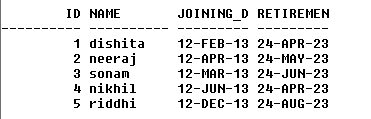 ID NAME JOINING_D RETIREMEN
---------- ---------- --------- ---------
1 dishita 12-FEB-13 24-APR-23
2 neeraj 12-APR-13 24-MAY-23
3 sonam 12-MAR-13 24-JUN-23
4 nikhil 12-JUN-13 24-APR-23
5 riddhi 12-DEC-13 24-AUG-23